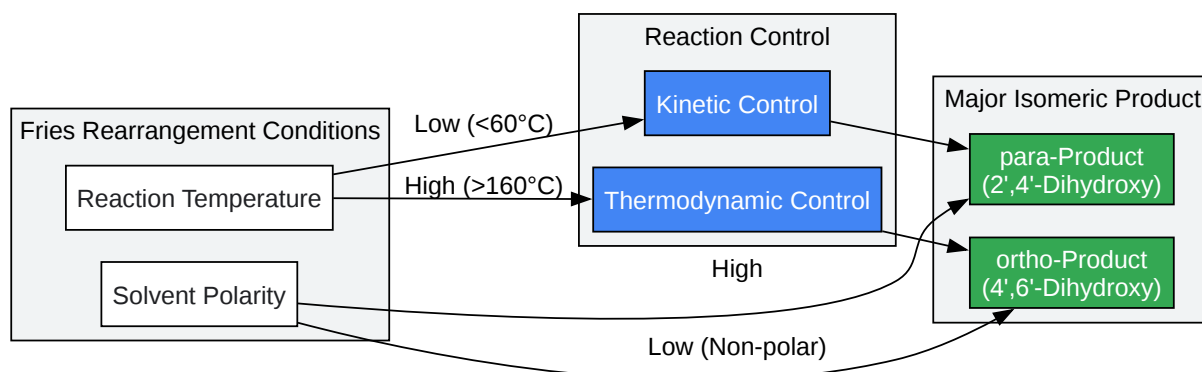 Reaction Control
Kinetic Control
Major Isomeric Product
Fries Rearrangement Conditions
Low (<60°C)
para-Product
(2',4'-Dihydroxy)
Reaction Temperature
High (>160°C)
Thermodynamic Control
ortho-Product
(4',6'-Dihydroxy)
High
Solvent Polarity
Low (Non-polar)